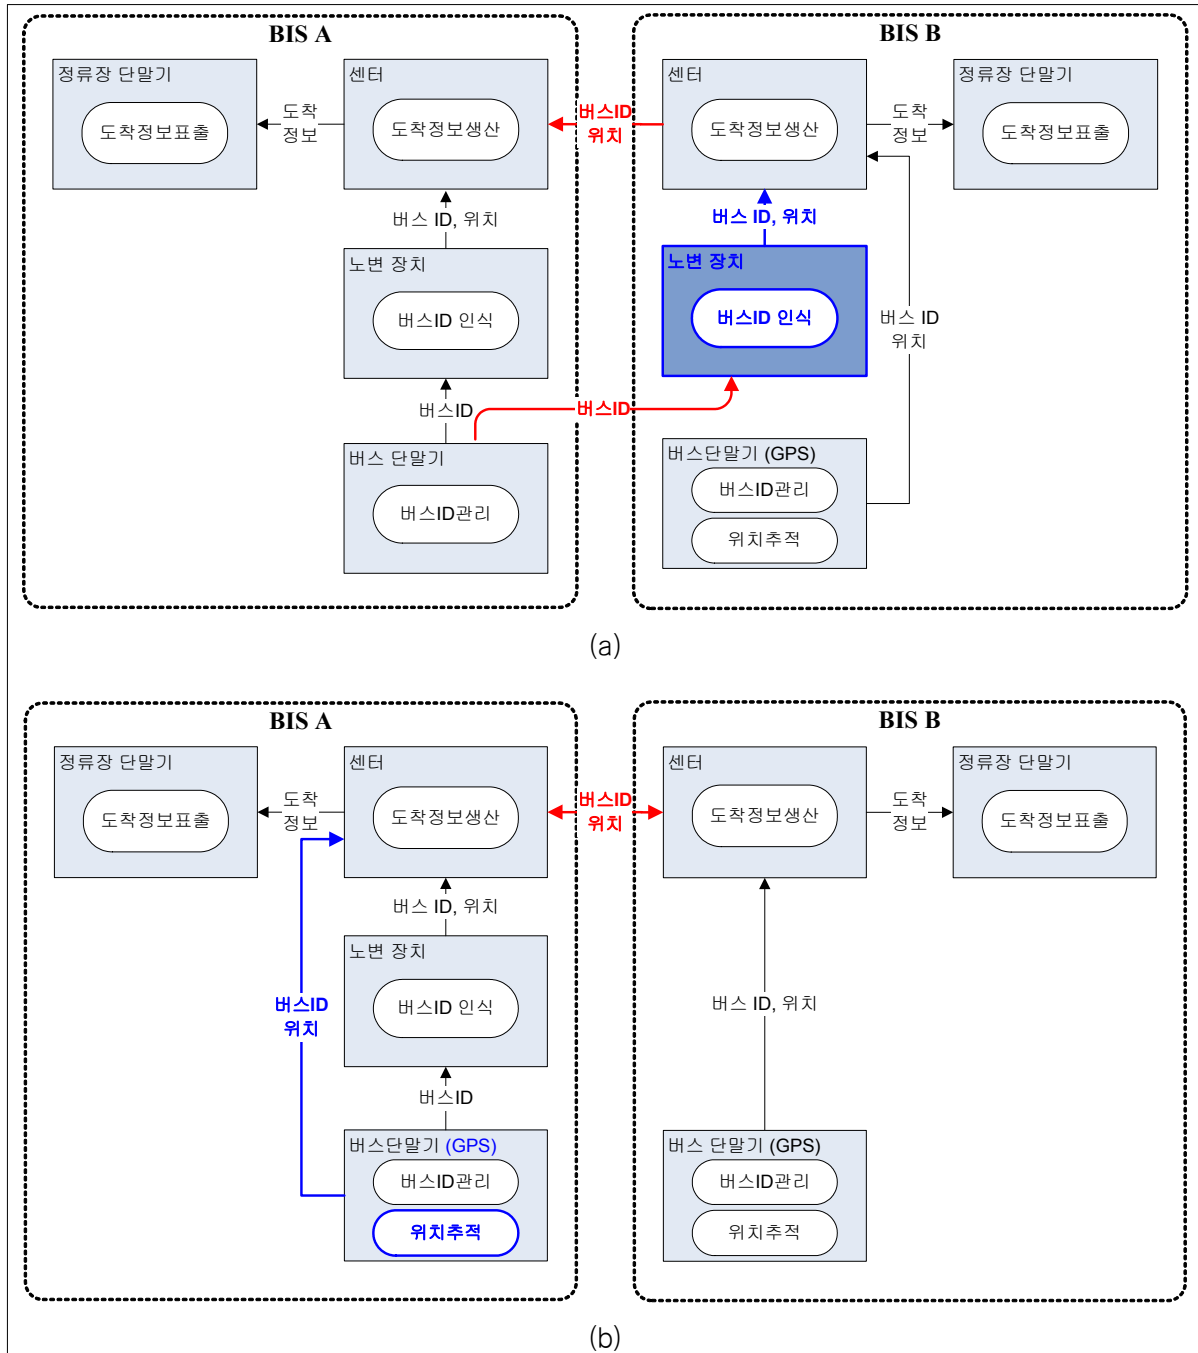 BIS A
BIS B
정류장 단말기
도착정보표출
도착
정보
센터
도착정보생산
버스ID
위치
센터
도착정보생산
도착
정보
정류장 단말기
도착정보표출
버스 ID, 위치
버스 ID, 위치
노변 장치
버스ID 인식
노변 장치
버스ID 인식
버스 ID
위치
버스ID
버스ID
버스 단말기
버스ID관리
버스단말기 (GPS)
버스ID관리
위치추적
(a)
BIS A
BIS B
정류장 단말기
도착정보표출
도착
정보
센터
도착정보생산
버스ID
위치
센터
도착정보생산
도착
정보
정류장 단말기
도착정보표출
버스 ID, 위치
노변 장치
버스ID 인식
버스ID
위치
버스 ID, 위치
버스ID
버스단말기 (GPS)
버스ID관리
위치추적
버스 단말기 (GPS)
버스ID관리
위치추적
(b)